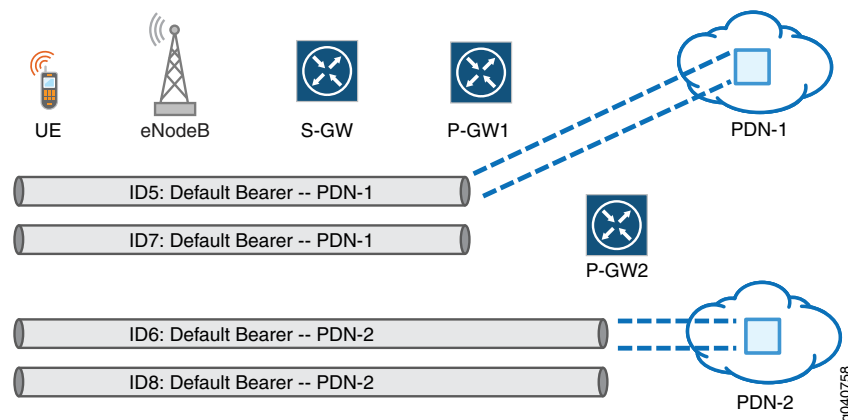 UE
eNodeB
S-GW
P-GW1
PDN-1
ID5: Default Bearer -- PDN-1
ID7: Default Bearer -- PDN-1
P-GW2
ID6: Default Bearer -- PDN-2
ID8: Default Bearer -- PDN-2
PDN-2
g040758